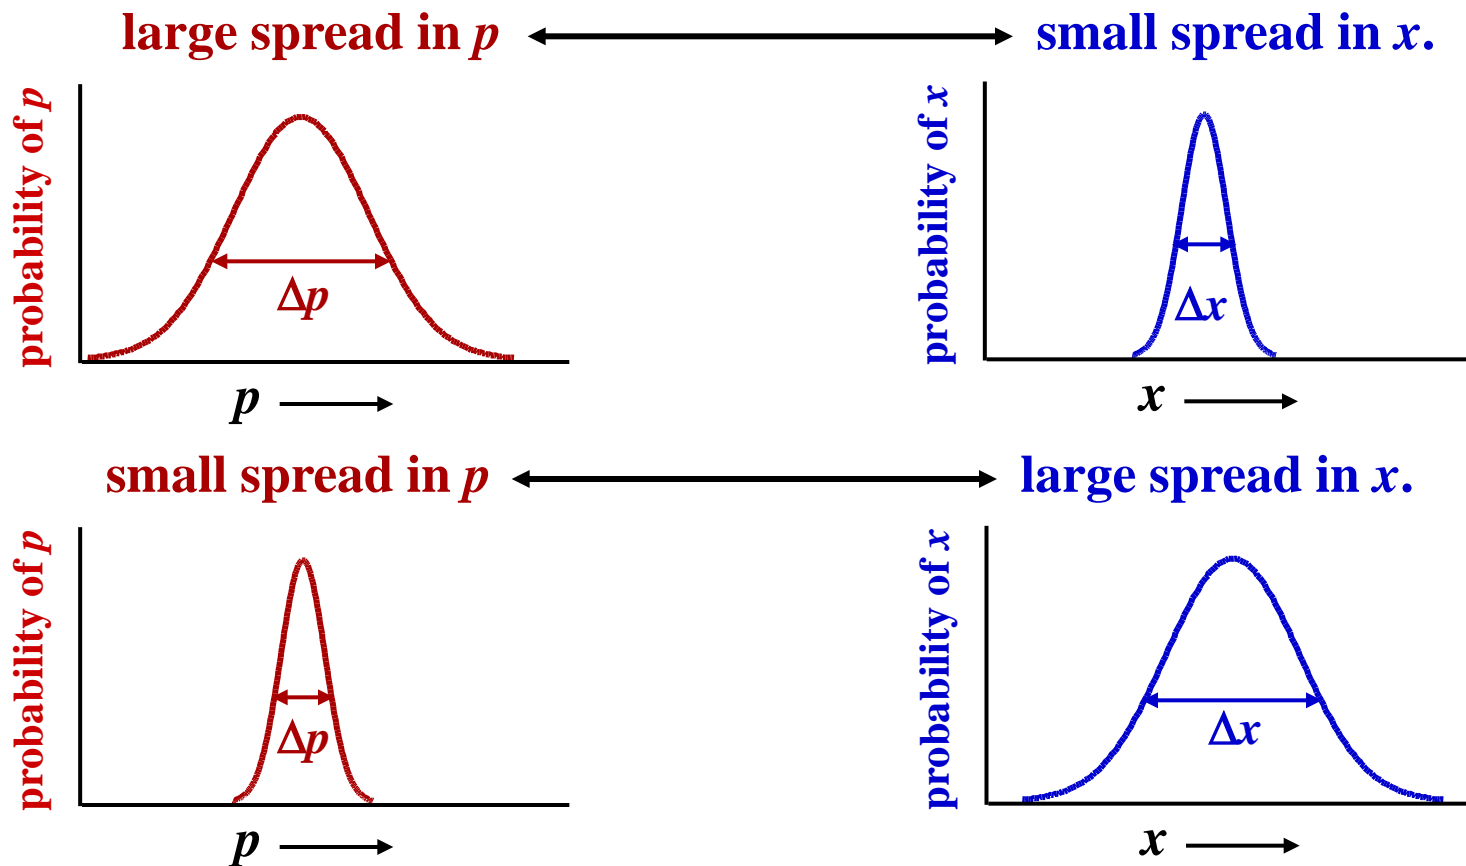 large spread in p
small spread in x.
probability of p
Δp
p
probability of x
Δx
x
small spread in p
large spread in x.
probability of p
Δp
p
probability of x
Δx
x